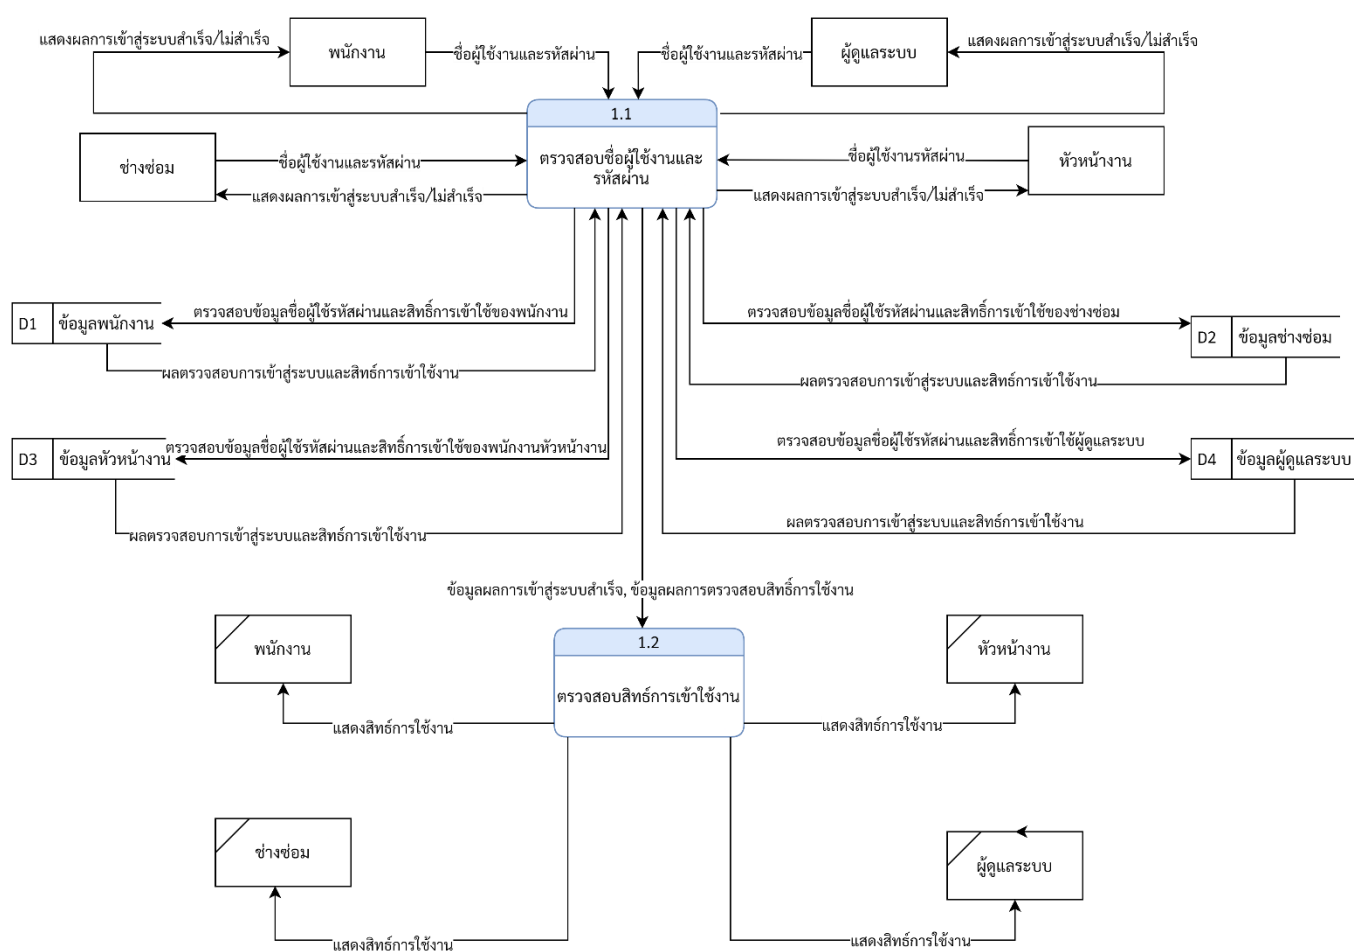 แสดงผลการเข้าสู่ระบบสำเร็จ/ไม่สำเร็จ
พนักงาน
ชื่อผู้ใช้งานและรหัสผ่าน
ชื่อผู้ใช้งานและรหัสผ่าน
ผู้ดูแลระบบ
แสดงผลการเข้าสู่ระบบสำเร็จ/ไม่สำเร็จ
1.1
ตรวจสอบชื่อผู้ใช้งานและ
รหัสผ่าน
ช่างซ่อม
ชื่อผู้ใช้งานและรหัสผ่าน
แสดงผลการเข้าสู่ระบบสำเร็จ/ไม่สำเร็จ
ชื่อผู้ใช้งานรหัสผ่าน
หัวหน้างาน
แสดงผลการเข้าสู่ระบบสำเร็จ/ไม่สำเร็จ
D1
ข้อมูลพนักงาน
ตรวจสอบข้อมูลชื่อผู้ใช้รหัสผ่านและสิทธิ์การเข้าใช้ของพนักงาน
ผลตรวจสอบการเข้าสู่ระบบและสิทธ์การเข้าใช้งาน
ตรวจสอบข้อมูลชื่อผู้ใช้รหัสผ่านและสิทธิ์การเข้าใช้ของช่างซ่อม
D2
ข้อมูลช่างซ่อม
ผลตรวจสอบการเข้าสู่ระบบและสิทธ์การเข้าใช้งาน
D3
ข้อมูลหัวหน้างาน
ตรวจสอบข้อมูลชื่อผู้ใช้รหัสผ่านและสิทธิ์การเข้าใช้ของพนักงานหัวหน้างาน
ผลตรวจสอบการเข้าสู่ระบบและสิทธ์การเข้าใช้งาน
ตรวจสอบข้อมูลชื่อผู้ใช้รหัสผ่านและสิทธิ์การเข้าใช้ผู้ดูแลระบบ
D4
ข้อมูลผู้ดูแลระบบ
ผลตรวจสอบการเข้าสู่ระบบและสิทธ์การเข้าใช้งาน
ข้อมูลผลการเข้าสู่ระบบสำเร็จ, ข้อมูลผลการตรวจสอบสิทธิ์การใช้งาน
พนักงาน
1.2
ตรวจสอบสิทธ์การเข้าใช้งาน
หัวหน้างาน
แสดงสิทธ์การใช้งาน
แสดงสิทธ์การใช้งาน
ช่างซ่อม
ผู้ดูแลระบบ
แสดงสิทธ์การใช้งาน
แสดงสิทธ์การใช้งาน